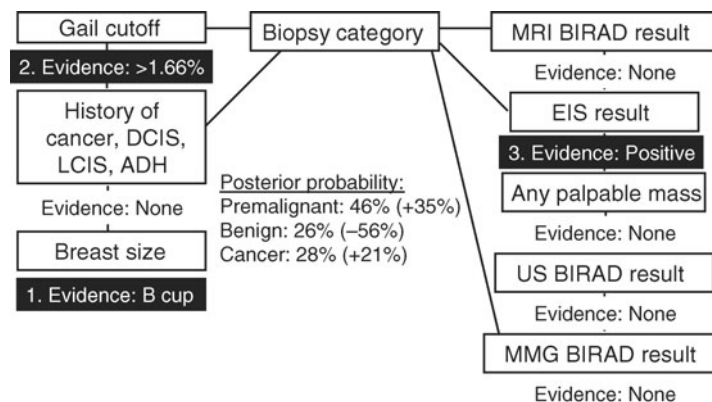 Gail cutoff
2. Evidence: >1.66%
History of
cancer, DCIS,
LCIS, ADH
Evidence: None
Breast size
1. Evidence: B cup
Biopsy category
Posterior probability:
Premalignant: 46% (+35%)
Benign: 26% (–56%)
Cancer: 28% (+21%)
MRI BIRAD result
Evidence: None
EIS result
3. Evidence: Positive
Any palpable mass
Evidence: None
US BIRAD result
Evidence: None
MMG BIRAD result
Evidence: None